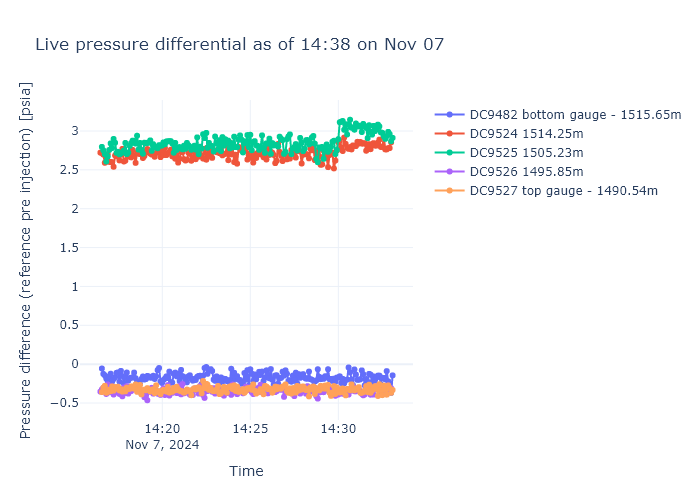 Live pressure differential as of 14:38 on Nov 07
Pressure difference (reference pre injection) [psia]
3
2.5
2
1.5
1
0.5
0
−0.5
14:20
Nov 7, 2024
14:25
14:30
Time
DC9482 bottom gauge - 1515.65m
DC9524 1514.25m
DC9525 1505.23m
DC9526 1495.85m
DC9527 top gauge - 1490.54m